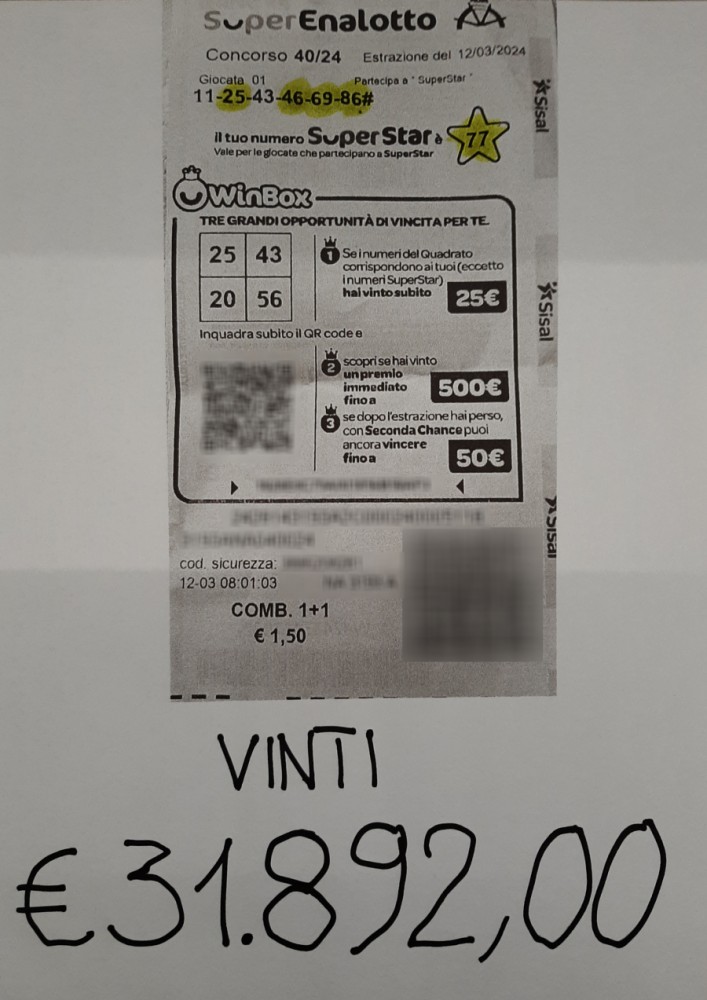 SuperEnalotto
Concorso 40/24 Estrazione del 12/03/2024
Giocata 01 Partecipa a "SuperStar"
11-25-43-46-69-86#
il tuo numero SuperStar è 77
Vale per le giocate che partecipano a SuperStar
WinBox
TRE GRANDI OPPORTUNITÀ DI VINCITA PER TE.
25 43
20 56
1 Se i numeri del Quadrato
corrispondono ai tuoi (eccetto
i numeri SuperStar)
hai vinto subito 25€
Inquadra subito il QR code e
2 scopri se hai vinto
un premio
immediato
fino a 500€
3 se dopo l'estrazione hai perso,
con Seconda Chance puoi
ancora vincere
fino a 50€
cod. sicurezza:
12-03 08:01:03
COMB. 1+1
€ 1,50
Sisal
Sisal
Sisal
VINTI
€31.892,00